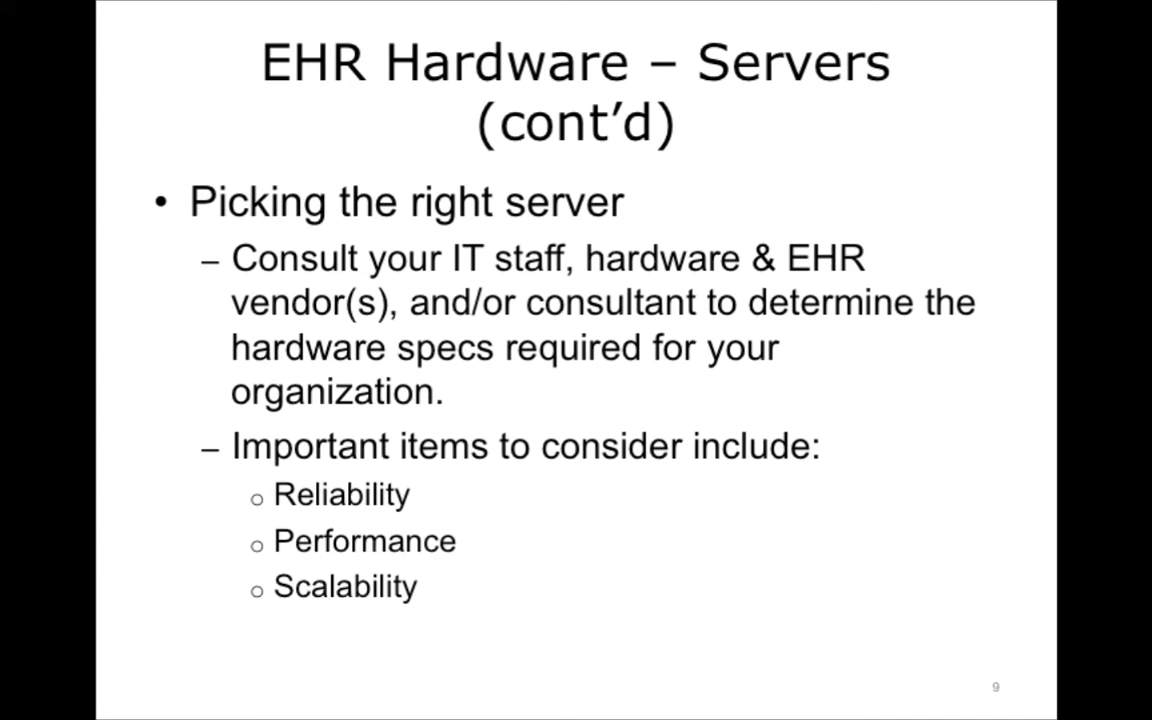 EHR Hardware – Servers
(cont’d)
• Picking the right server
– Consult your IT staff, hardware & EHR
vendor(s), and/or consultant to determine the
hardware specs required for your
organization.
– Important items to consider include:
o Reliability
o Performance
o Scalability
9